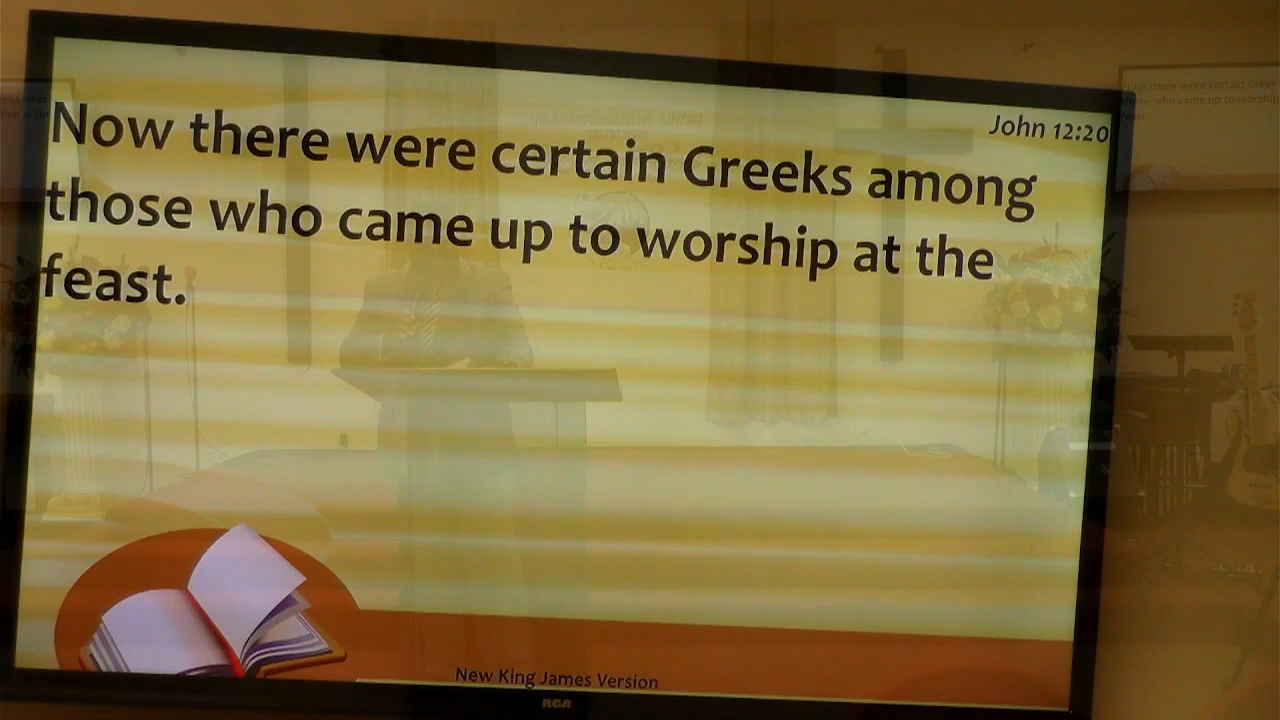 John 12:20
Now there were certain Greeks among
those who came up to worship at the
feast.
New King James Version
RCA